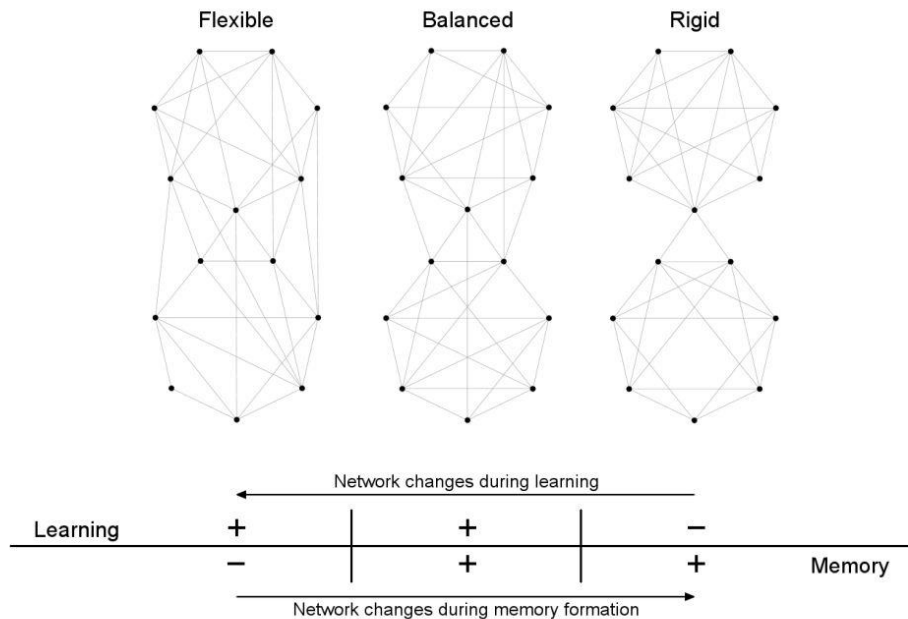 Flexible Balanced Rigid
Network changes during learning
Learning + + −
− + + Memory
Network changes during memory formation